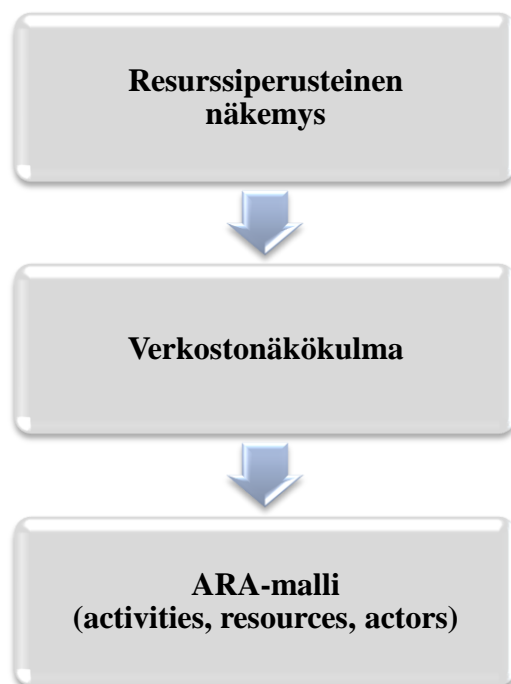 Resurssiperusteinen
näkemys
Verkostonäkökulma
ARA-malli
(activities, resources, actors)